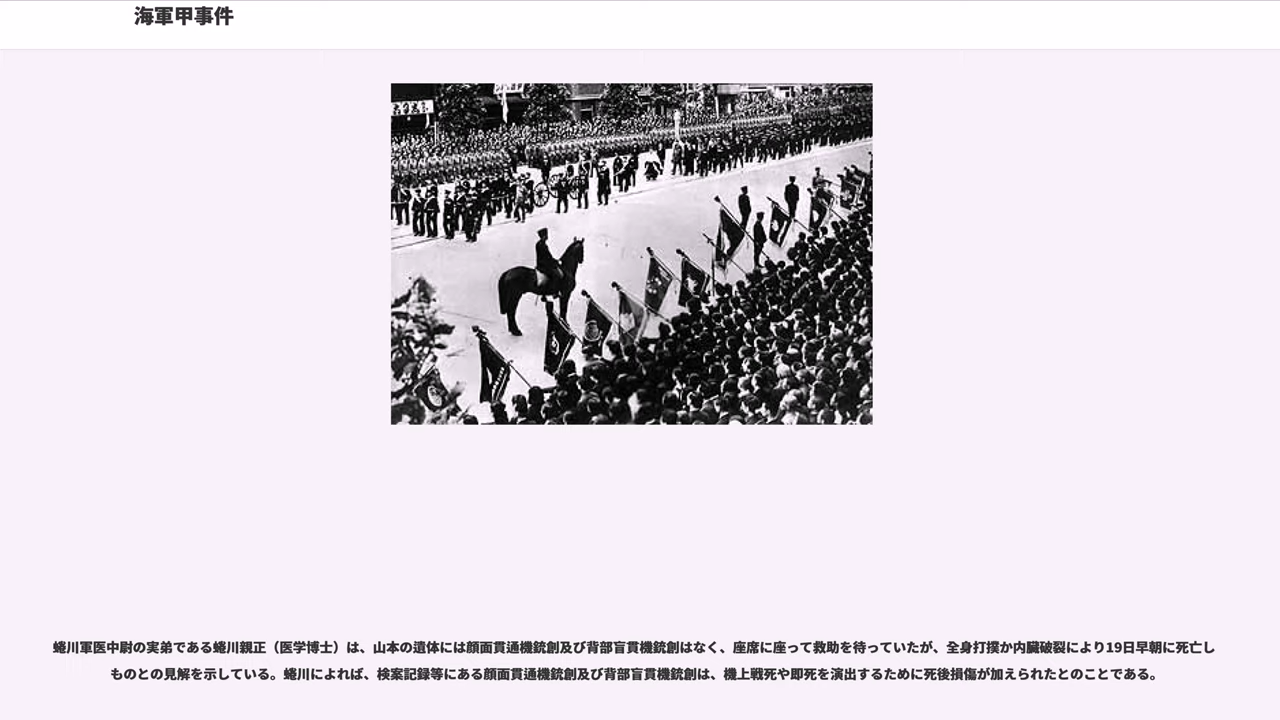 海軍甲事件
蜷川軍医中尉の実弟である蜷川親正（医学博士）は、山本の遺体には顔面貫通機銃創及び背部盲貫機銃創はなく、座席に座って救助を待っていたが、全身打撲か内臓破裂により19日早朝に死亡し
ものとの見解を示している。蜷川によれば、検案記録等にある顔面貫通機銃創及び背部盲貫機銃創は、機上戦死や即死を演出するために死後損傷が加えられたとのことである。